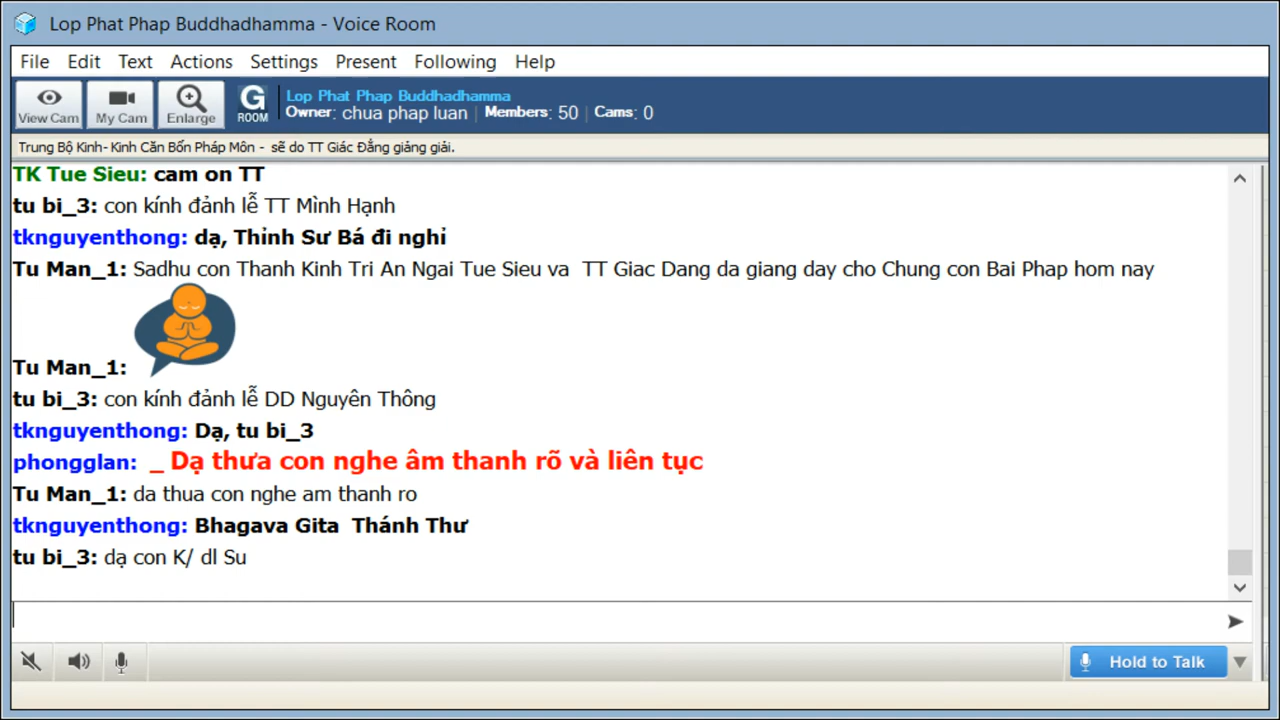 Lop Phat Phap Buddhadhamma - Voice Room
File Edit Text Actions Settings Present Following Help
View Cam My Cam Enlarge G ROOM
Lop Phat Phap Buddhadhamma
Owner: chua phap luan | Members: 50 | Cams: 0
Trung Bộ Kinh- Kinh Căn Bổn Pháp Môn - sẽ do TT Giác Đẳng giảng giải.
TK Tue Sieu: cam on TT
tu bi_3: con kính đảnh lễ TT Mình Hạnh
tknguyenthong: dạ, Thỉnh Sư Bá đi nghỉ
Tu Man_1: Sadhu con Thanh Kinh Tri An Ngai Tue Sieu va TT Giac Dang da giang day cho Chung con Bai Phap hom nay
Tu Man_1:
tu bi_3: con kính đảnh lễ DD Nguyên Thông
tknguyenthong: Dạ, tu bi_3
phongglan: _ Dạ thưa con nghe âm thanh rõ và liên tục
Tu Man_1: da thua con nghe am thanh ro
tknguyenthong: Bhagava Gita Thánh Thư
tu bi_3: dạ con K/ dl Su
Hold to Talk